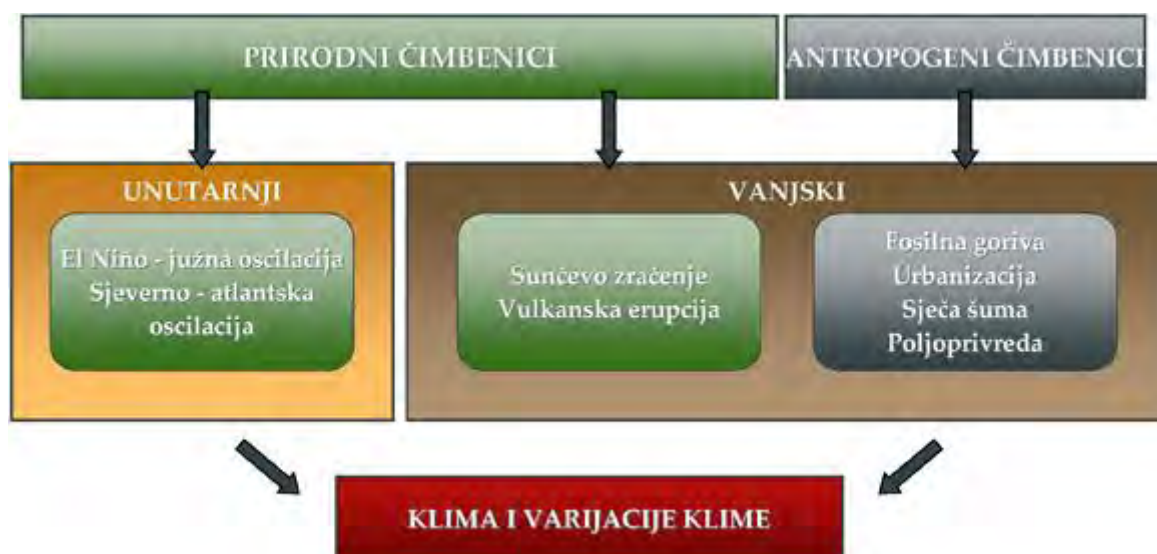 PRIRODNI ČIMBENICI
ANTROPOGENI ČIMBENICI
UNUTARNJI
El Niño - južna oscilacija
Sjeverno - atlantska
oscilacija
VANJSKI
Sunčevo zračenje
Vulkanska erupcija
Fosilna goriva
Urbanizacija
Sječa šuma
Poljoprivreda
KLIMA I VARIJACIJE KLIME